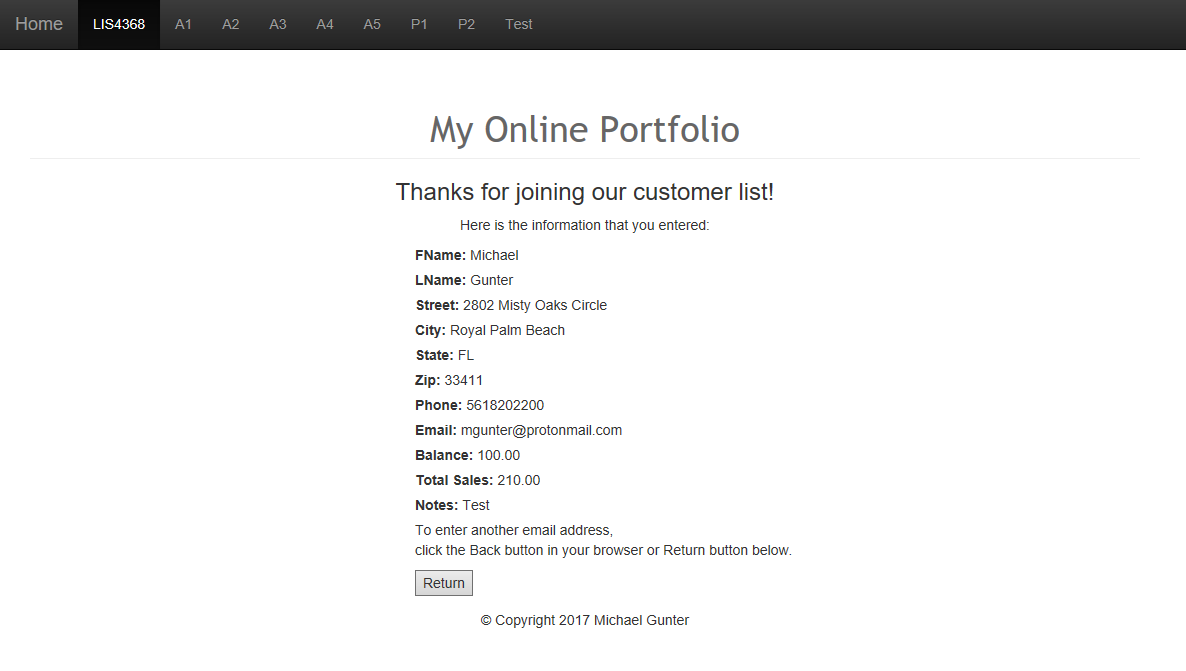 Home LIS4368 A1 A2 A3 A4 A5 P1 P2 Test
My Online Portfolio
Thanks for joining our customer list!
Here is the information that you entered:
FName: Michael
LName: Gunter
Street: 2802 Misty Oaks Circle
City: Royal Palm Beach
State: FL
Zip: 33411
Phone: 5618202200
Email: mgunter@protonmail.com
Balance: 100.00
Total Sales: 210.00
Notes: Test
To enter another email address,
click the Back button in your browser or Return button below.
Return
© Copyright 2017 Michael Gunter